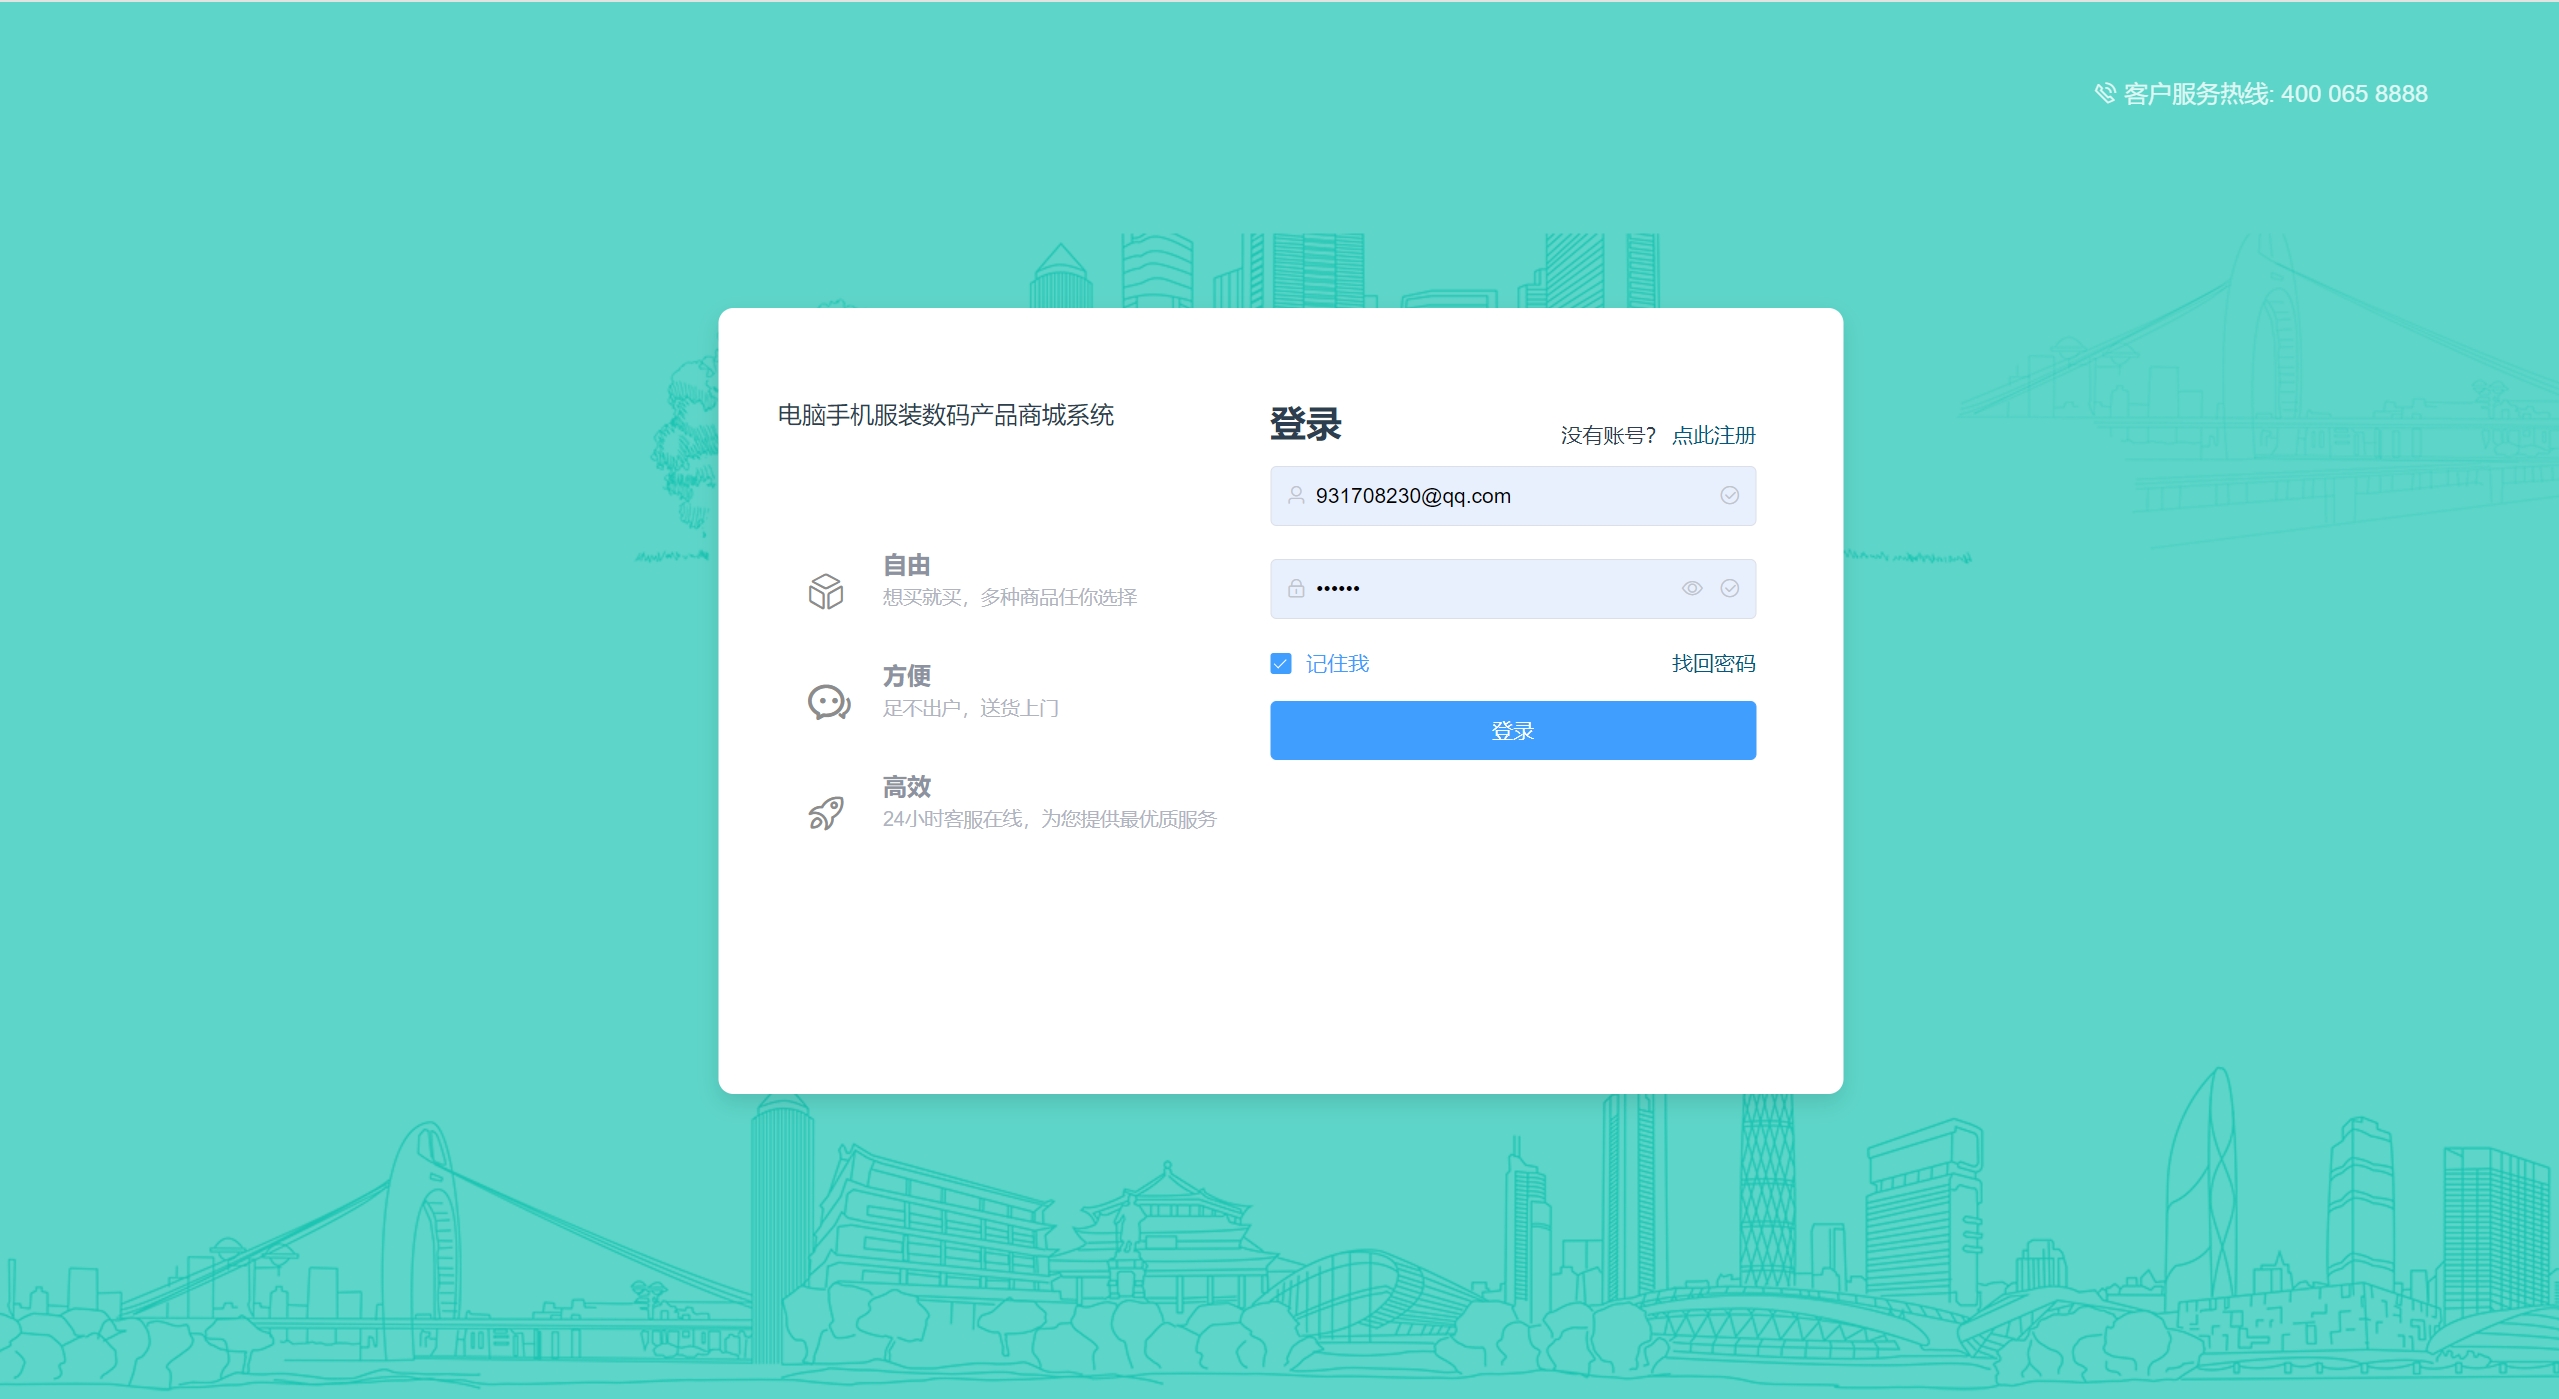 客户服务热线: 400 065 8888
电脑手机服装数码产品商城系统
自由
想买就买，多种商品任你选择
方便
足不出户，送货上门
高效
24小时客服在线，为您提供最优质服务
登录
没有账号？ 点此注册
931708230@qq.com
••••••
记住我 找回密码
登录